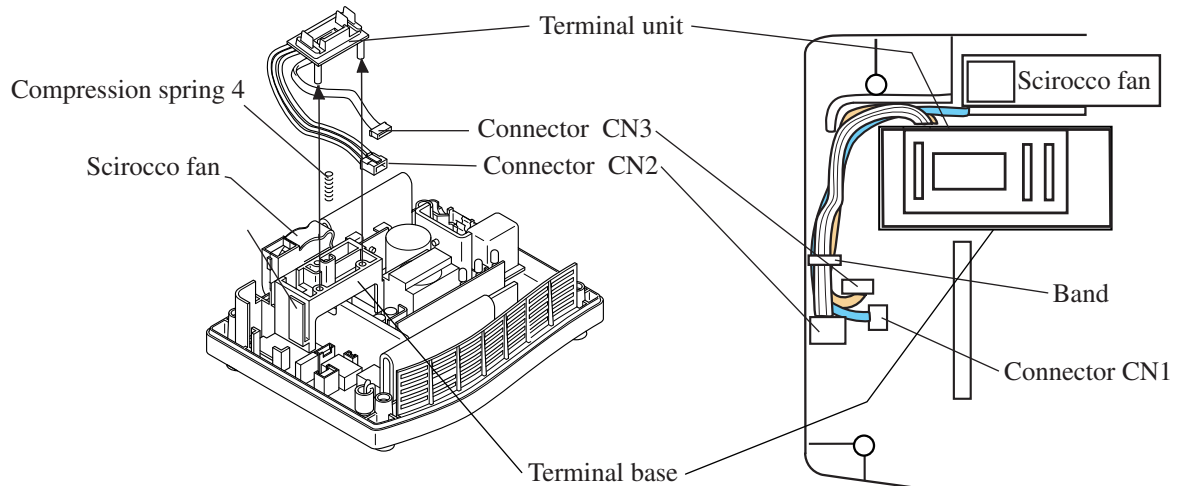 Terminal unit
Compression spring 4
Scirocco fan
Connector CN3
Connector CN2
Scirocco fan
Band
Connector CN1
Terminal base